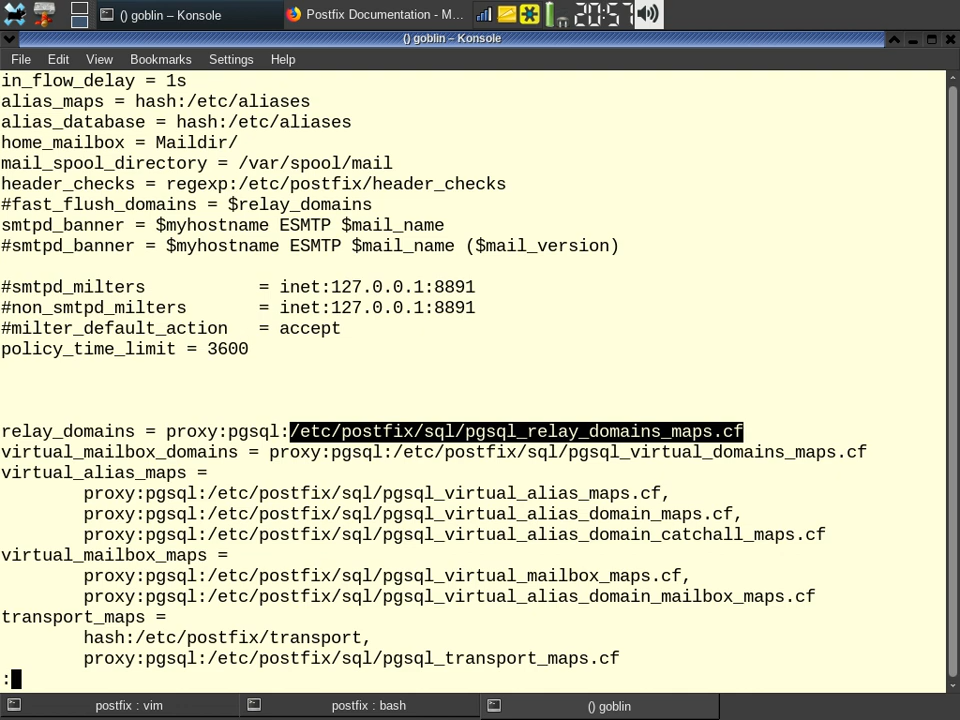 () goblin – Konsole
Postfix Documentation - M...
20:57
() goblin – Konsole
File Edit View Bookmarks Settings Help
in_flow_delay = 1s
alias_maps = hash:/etc/aliases
alias_database = hash:/etc/aliases
home_mailbox = Maildir/
mail_spool_directory = /var/spool/mail
header_checks = regexp:/etc/postfix/header_checks
#fast_flush_domains = $relay_domains
smtpd_banner = $myhostname ESMTP $mail_name
#smtpd_banner = $myhostname ESMTP $mail_name ($mail_version)
#smtpd_milters           = inet:127.0.0.1:8891
#non_smtpd_milters       = inet:127.0.0.1:8891
#milter_default_action   = accept
policy_time_limit = 3600
relay_domains = proxy:pgsql:/etc/postfix/sql/pgsql_relay_domains_maps.cf
virtual_mailbox_domains = proxy:pgsql:/etc/postfix/sql/pgsql_virtual_domains_maps.cf
virtual_alias_maps =
        proxy:pgsql:/etc/postfix/sql/pgsql_virtual_alias_maps.cf,
        proxy:pgsql:/etc/postfix/sql/pgsql_virtual_alias_domain_maps.cf,
        proxy:pgsql:/etc/postfix/sql/pgsql_virtual_alias_domain_catchall_maps.cf
virtual_mailbox_maps =
        proxy:pgsql:/etc/postfix/sql/pgsql_virtual_mailbox_maps.cf,
        proxy:pgsql:/etc/postfix/sql/pgsql_virtual_alias_domain_mailbox_maps.cf
transport_maps =
        hash:/etc/postfix/transport,
        proxy:pgsql:/etc/postfix/sql/pgsql_transport_maps.cf
:
postfix : vim
postfix : bash
() goblin